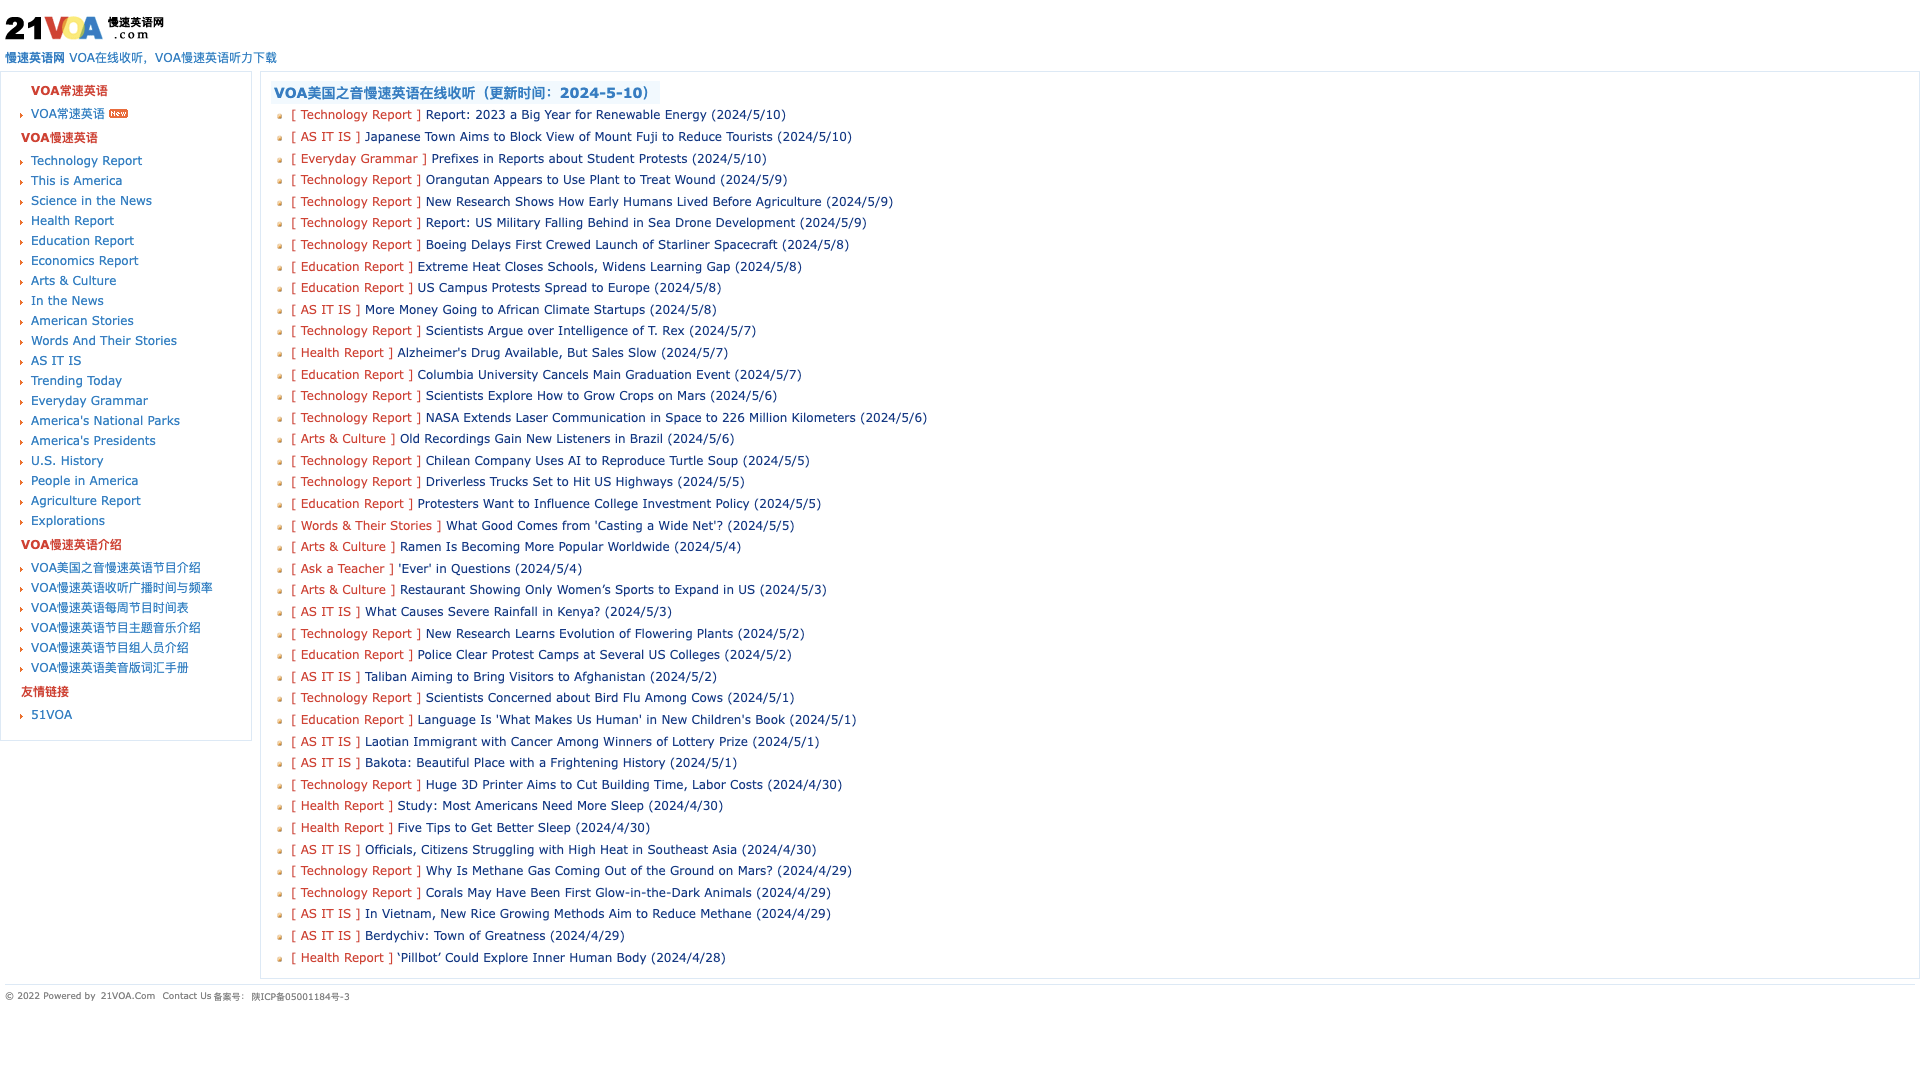 21VOA 慢速英语网
.com
慢速英语网 VOA在线收听，VOA慢速英语听力下载
VOA常速英语
VOA常速英语 New
VOA慢速英语
Technology Report
This is America
Science in the News
Health Report
Education Report
Economics Report
Arts & Culture
In the News
American Stories
Words And Their Stories
AS IT IS
Trending Today
Everyday Grammar
America's National Parks
America's Presidents
U.S. History
People in America
Agriculture Report
Explorations
VOA慢速英语介绍
VOA美国之音慢速英语节目介绍
VOA慢速英语收听广播时间与频率
VOA慢速英语每周节目时间表
VOA慢速英语节目主题音乐介绍
VOA慢速英语节目组人员介绍
VOA慢速英语美音版词汇手册
友情链接
51VOA
VOA美国之音慢速英语在线收听（更新时间：2024-5-10）
[ Technology Report ] Report: 2023 a Big Year for Renewable Energy (2024/5/10)
[ AS IT IS ] Japanese Town Aims to Block View of Mount Fuji to Reduce Tourists (2024/5/10)
[ Everyday Grammar ] Prefixes in Reports about Student Protests (2024/5/10)
[ Technology Report ] Orangutan Appears to Use Plant to Treat Wound (2024/5/9)
[ Technology Report ] New Research Shows How Early Humans Lived Before Agriculture (2024/5/9)
[ Technology Report ] Report: US Military Falling Behind in Sea Drone Development (2024/5/9)
[ Technology Report ] Boeing Delays First Crewed Launch of Starliner Spacecraft (2024/5/8)
[ Education Report ] Extreme Heat Closes Schools, Widens Learning Gap (2024/5/8)
[ Education Report ] US Campus Protests Spread to Europe (2024/5/8)
[ AS IT IS ] More Money Going to African Climate Startups (2024/5/8)
[ Technology Report ] Scientists Argue over Intelligence of T. Rex (2024/5/7)
[ Health Report ] Alzheimer's Drug Available, But Sales Slow (2024/5/7)
[ Education Report ] Columbia University Cancels Main Graduation Event (2024/5/7)
[ Technology Report ] Scientists Explore How to Grow Crops on Mars (2024/5/6)
[ Technology Report ] NASA Extends Laser Communication in Space to 226 Million Kilometers (2024/5/6)
[ Arts & Culture ] Old Recordings Gain New Listeners in Brazil (2024/5/6)
[ Technology Report ] Chilean Company Uses AI to Reproduce Turtle Soup (2024/5/5)
[ Technology Report ] Driverless Trucks Set to Hit US Highways (2024/5/5)
[ Education Report ] Protesters Want to Influence College Investment Policy (2024/5/5)
[ Words & Their Stories ] What Good Comes from 'Casting a Wide Net'? (2024/5/5)
[ Arts & Culture ] Ramen Is Becoming More Popular Worldwide (2024/5/4)
[ Ask a Teacher ] 'Ever' in Questions (2024/5/4)
[ Arts & Culture ] Restaurant Showing Only Women’s Sports to Expand in US (2024/5/3)
[ AS IT IS ] What Causes Severe Rainfall in Kenya? (2024/5/3)
[ Technology Report ] New Research Learns Evolution of Flowering Plants (2024/5/2)
[ Education Report ] Police Clear Protest Camps at Several US Colleges (2024/5/2)
[ AS IT IS ] Taliban Aiming to Bring Visitors to Afghanistan (2024/5/2)
[ Technology Report ] Scientists Concerned about Bird Flu Among Cows (2024/5/1)
[ Education Report ] Language Is 'What Makes Us Human' in New Children's Book (2024/5/1)
[ AS IT IS ] Laotian Immigrant with Cancer Among Winners of Lottery Prize (2024/5/1)
[ AS IT IS ] Bakota: Beautiful Place with a Frightening History (2024/5/1)
[ Technology Report ] Huge 3D Printer Aims to Cut Building Time, Labor Costs (2024/4/30)
[ Health Report ] Study: Most Americans Need More Sleep (2024/4/30)
[ Health Report ] Five Tips to Get Better Sleep (2024/4/30)
[ AS IT IS ] Officials, Citizens Struggling with High Heat in Southeast Asia (2024/4/30)
[ Technology Report ] Why Is Methane Gas Coming Out of the Ground on Mars? (2024/4/29)
[ Technology Report ] Corals May Have Been First Glow-in-the-Dark Animals (2024/4/29)
[ AS IT IS ] In Vietnam, New Rice Growing Methods Aim to Reduce Methane (2024/4/29)
[ AS IT IS ] Berdychiv: Town of Greatness (2024/4/29)
[ Health Report ] ‘Pillbot’ Could Explore Inner Human Body (2024/4/28)
© 2022 Powered by 21VOA.Com Contact Us 备案号： 陕ICP备05001184号-3